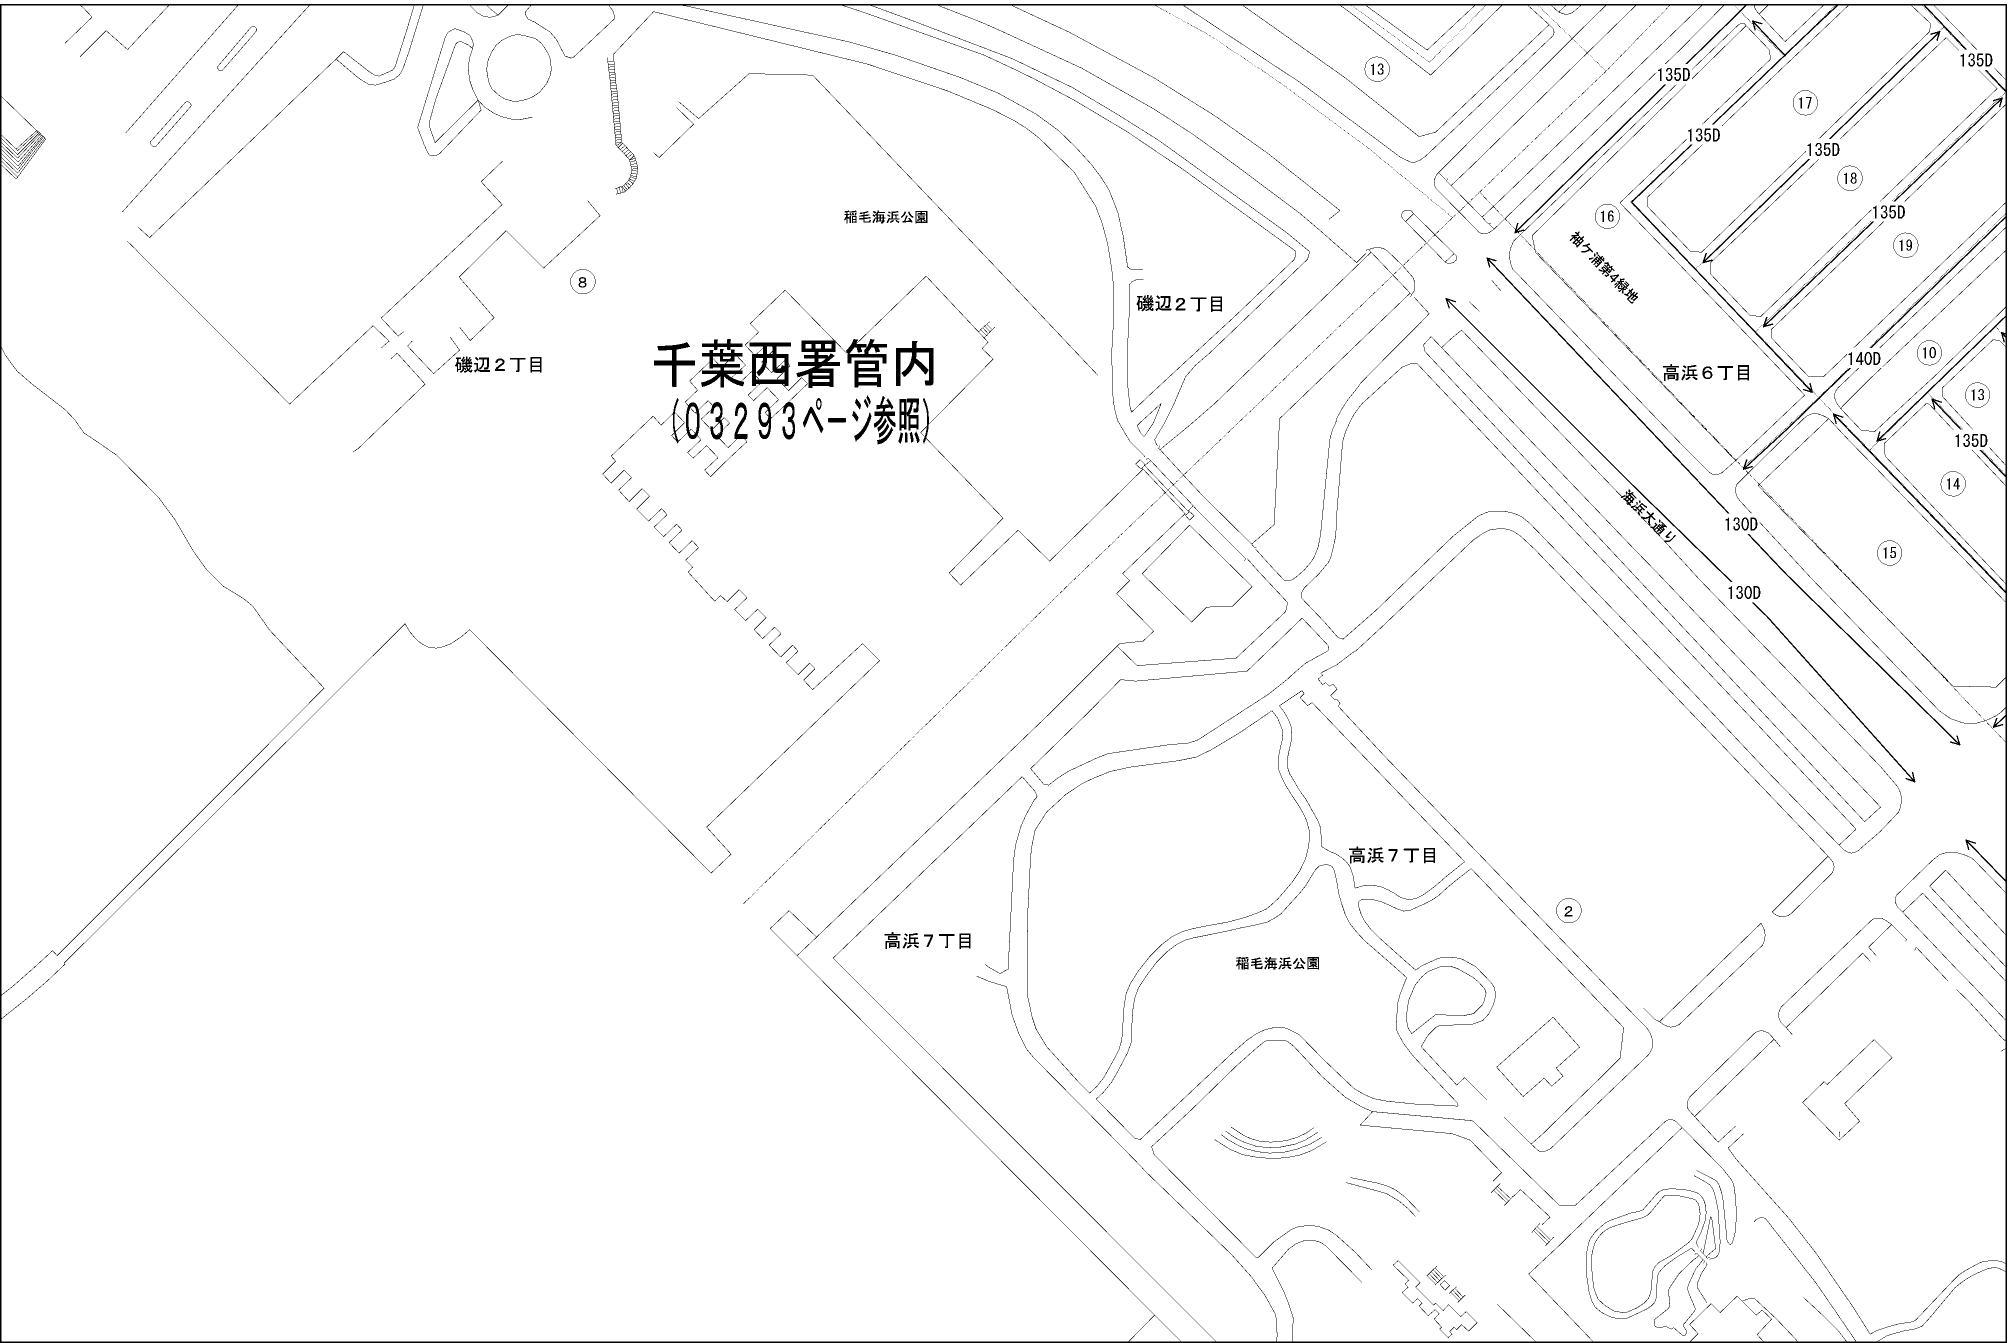 135D
13
135D
17
135D
135D
18
135D
16
稲毛海浜公園
19
袖ケ浦第4緑地
8
磯辺２丁目
磯辺２丁目
千葉西署管内
（０３２９３ページ参照）
140D
10
高浜６丁目
13
135D
14
海浜大通り
130D
15
130D
高浜７丁目
2
高浜７丁目
稲毛海浜公園